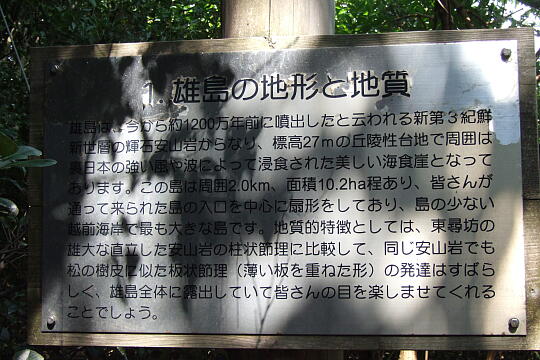 1. 雄島の地形と地質
雄島は、今から約1200万年前に噴出したと云われる新第3紀鮮
新世層の輝石安山岩からなり、標高27mの丘陵性台地で周囲は
裏日本の強い風や波によって浸食された美しい海食崖となって
おります。この島は周囲2.0km、面積10.2ha程あり、皆さんが
通って来られた島の入口を中心に扇形をしており、島の少ない
越前海岸で最も大きな島です。地質的特徴としては、東尋坊の
雄大な直立した安山岩の柱状節理に比較して、同じ安山岩でも
松の樹皮に似た板状節理（薄い板を重ねた形）の発達はすばら
しく、雄島全体に露出していて皆さんの目を楽しませてくれる
ことでしょう。